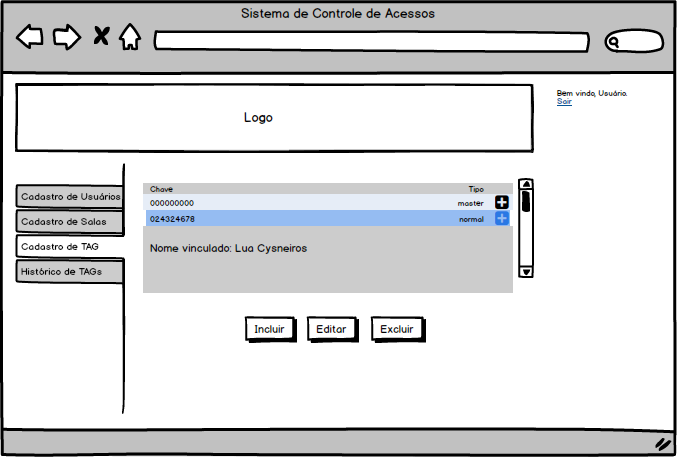 Sistema de Controle de Acessos
Logo
Bem vindo, Usuário.
Sair
Cadastro de Usuários
Cadastro de Salas
Cadastro de TAG
Histórico de TAGs
Chave Tipo
000000000 master
024324678 normal
Nome vinculado: Lua Cysneiros
Incluir Editar Excluir